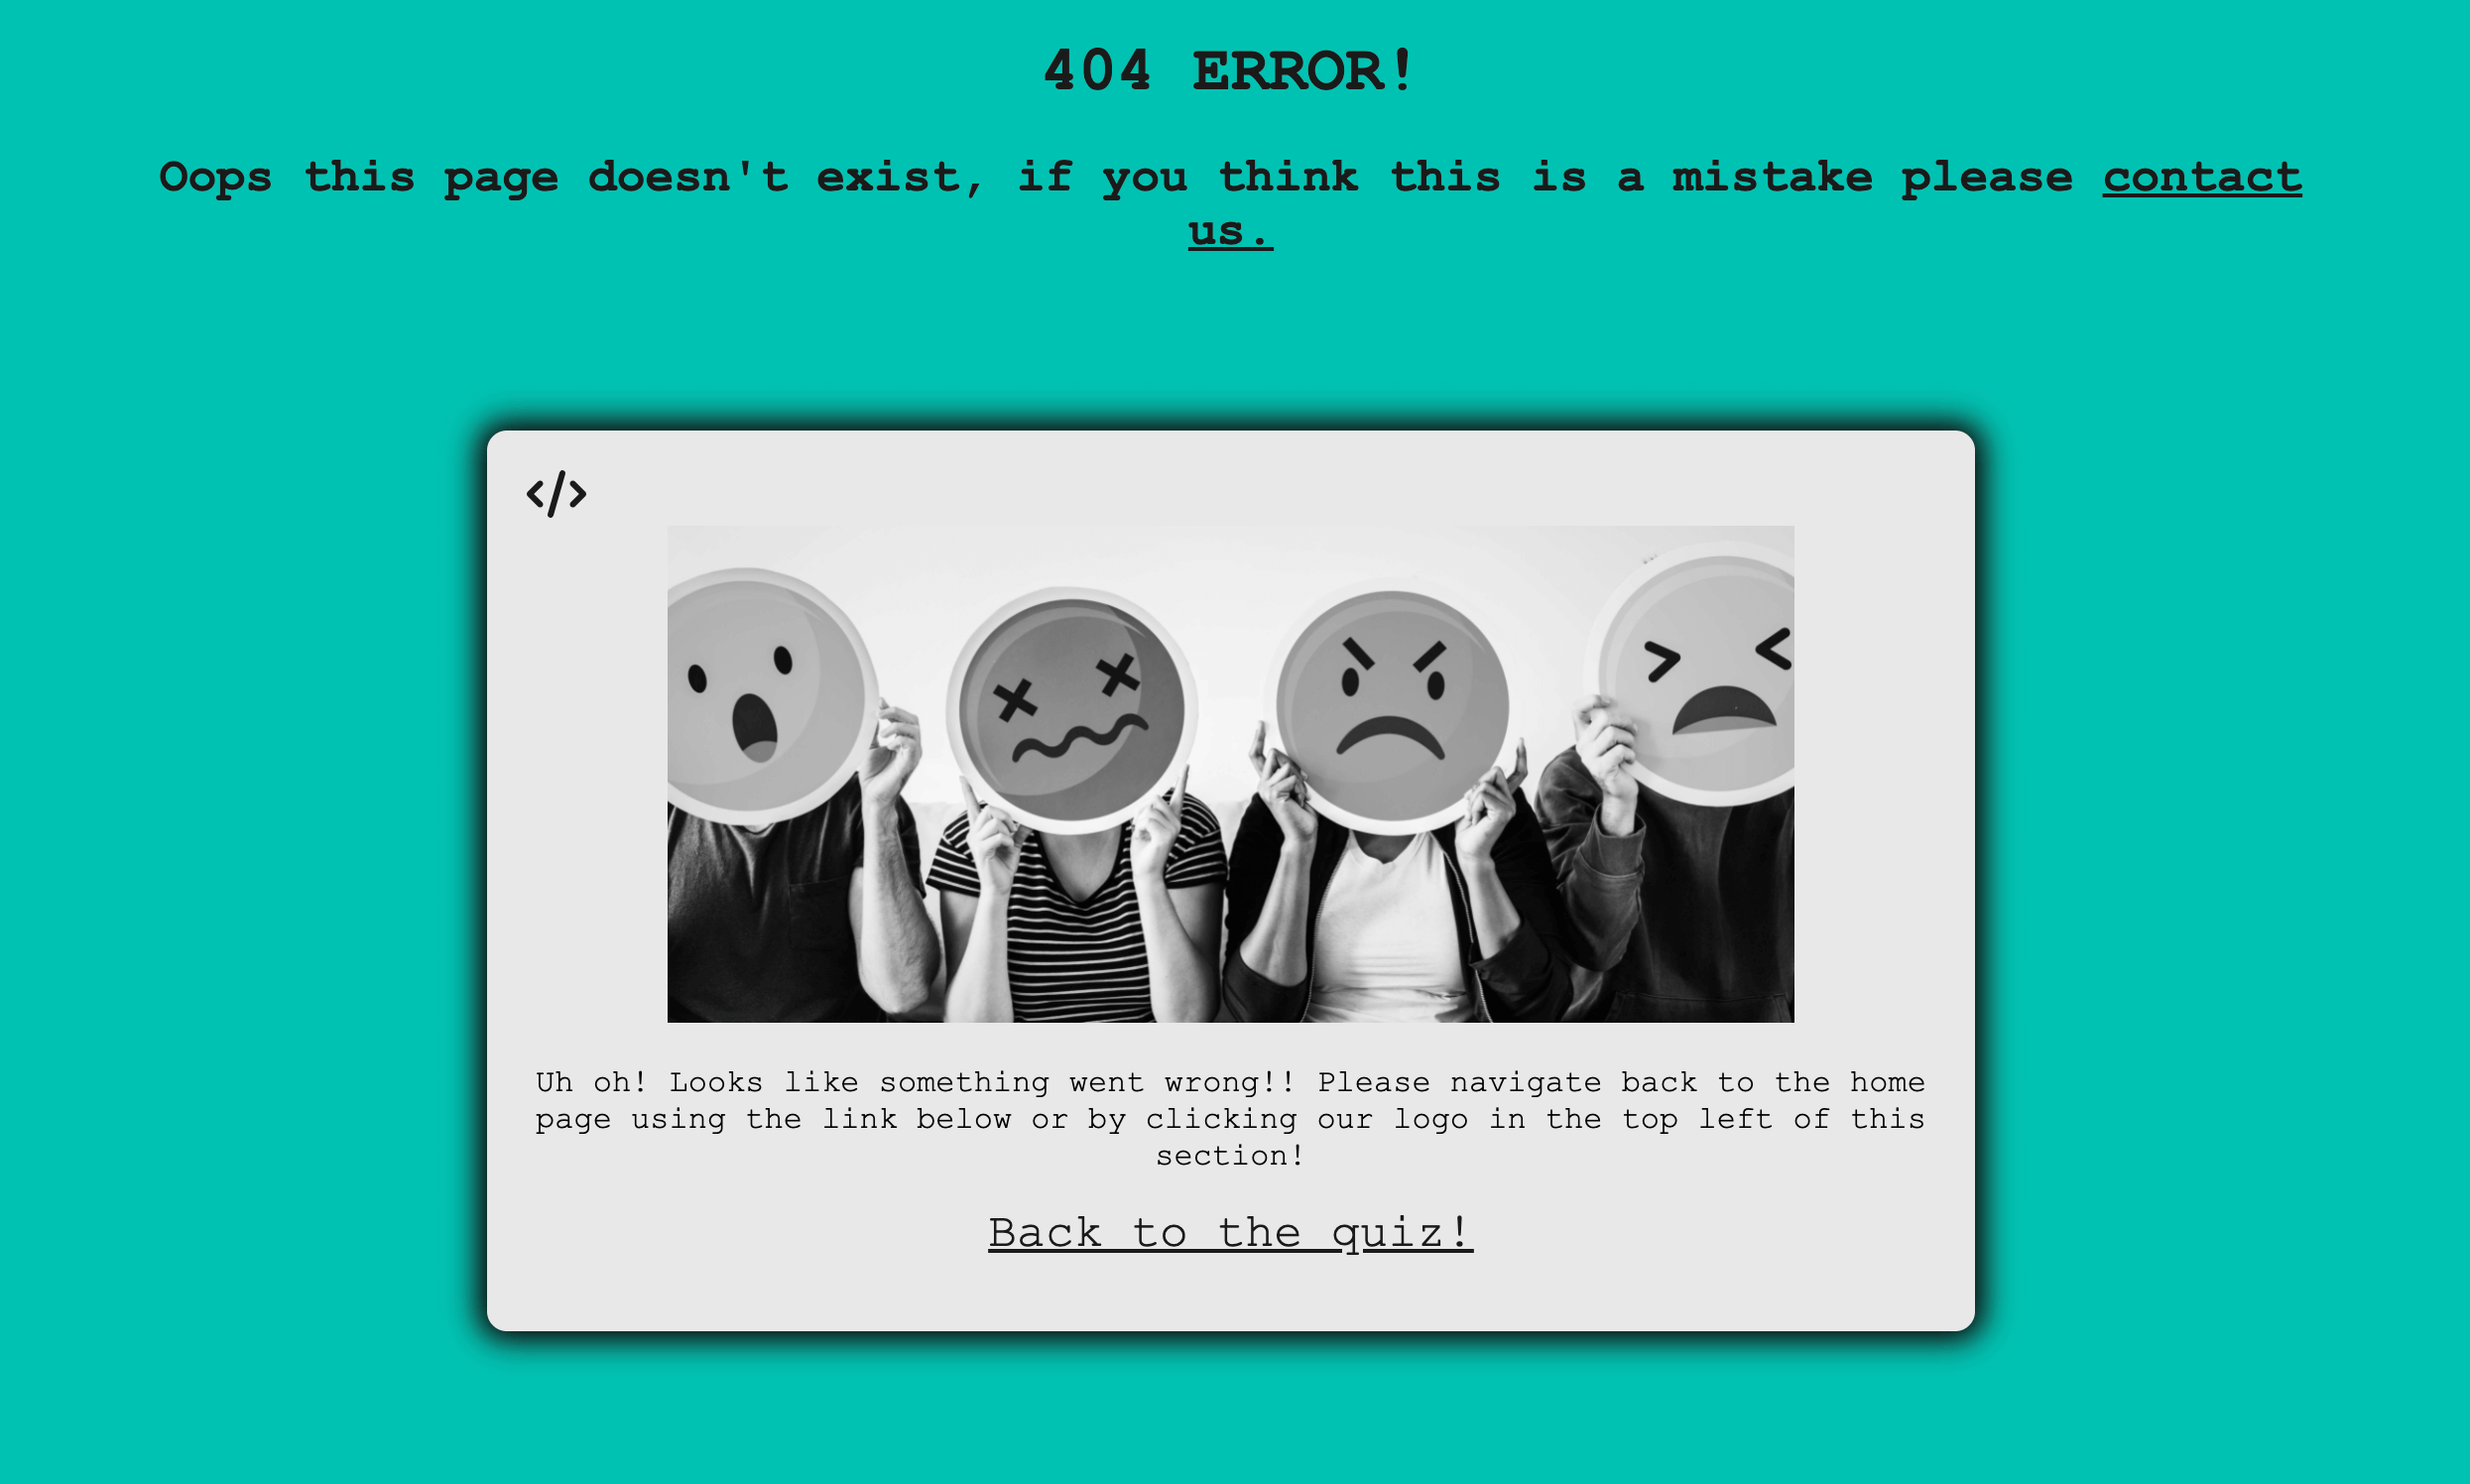 404 ERROR!
Oops this page doesn't exist, if you think this is a mistake please contact
us.
</>
Uh oh! Looks like something went wrong!! Please navigate back to the home
page using the link below or by clicking our logo in the top left of this
section!
Back to the quiz!